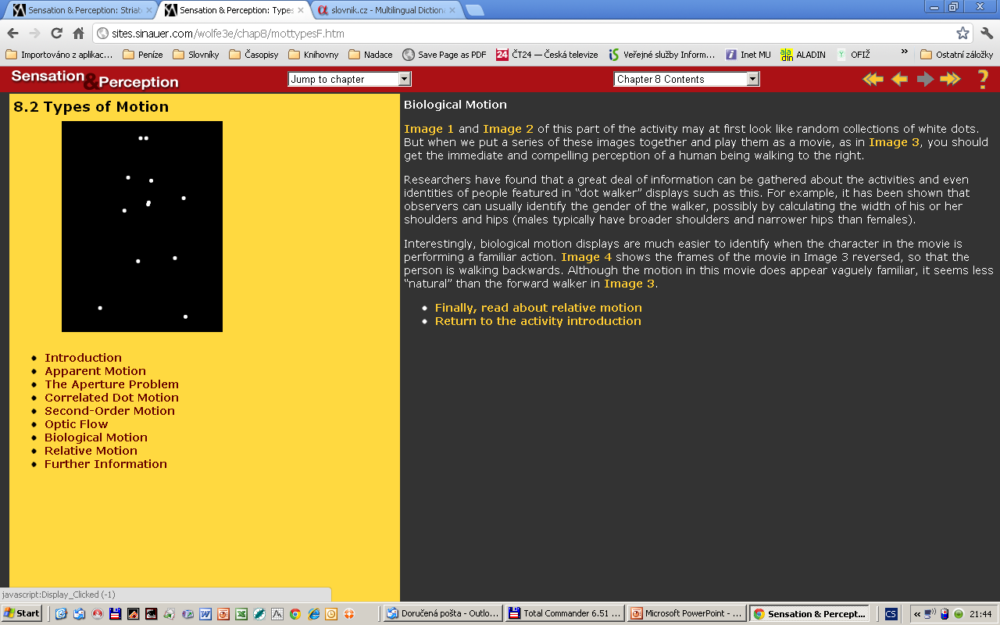 Sensation & Perception: Striat
Sensation & Perception: Types
slovnik.cz - Multilingual Dictiona
sites.sinauer.com/wolfe3e/chap8/mottypesF.htm
Importováno z aplikac...
Peníze
Slovníky
Časopisy
Knihovny
Nadace
Save Page as PDF
24 ČT24 — Česká televize
Veřejné služby Inform...
Inet MU
ALADIN
OFIŽ
»
Ostatní záložky
Sensation & Perception
Jump to chapter
Chapter 8 Contents
?
8.2 Types of Motion
Introduction
Apparent Motion
The Aperture Problem
Correlated Dot Motion
Second-Order Motion
Optic Flow
Biological Motion
Relative Motion
Further Information
Biological Motion
Image 1 and Image 2 of this part of the activity may at first look like random collections of white dots.
But when we put a series of these images together and play them as a movie, as in Image 3, you should
get the immediate and compelling perception of a human being walking to the right.
Researchers have found that a great deal of information can be gathered about the activities and even
identities of people featured in “dot walker” displays such as this. For example, it has been shown that
observers can usually identify the gender of the walker, possibly by calculating the width of his or her
shoulders and hips (males typically have broader shoulders and narrower hips than females).
Interestingly, biological motion displays are much easier to identify when the character in the movie is
performing a familiar action. Image 4 shows the frames of the movie in Image 3 reversed, so that the
person is walking backwards. Although the motion in this movie does appear vaguely familiar, it seems less
“natural” than the forward walker in Image 3.
Finally, read about relative motion
Return to the activity introduction
javascript:Display_Clicked (-1)
Start
Doručená pošta - Outlo...
Total Commander 6.51 ...
Microsoft PowerPoint - ...
Sensation & Percept...
CS
21:44